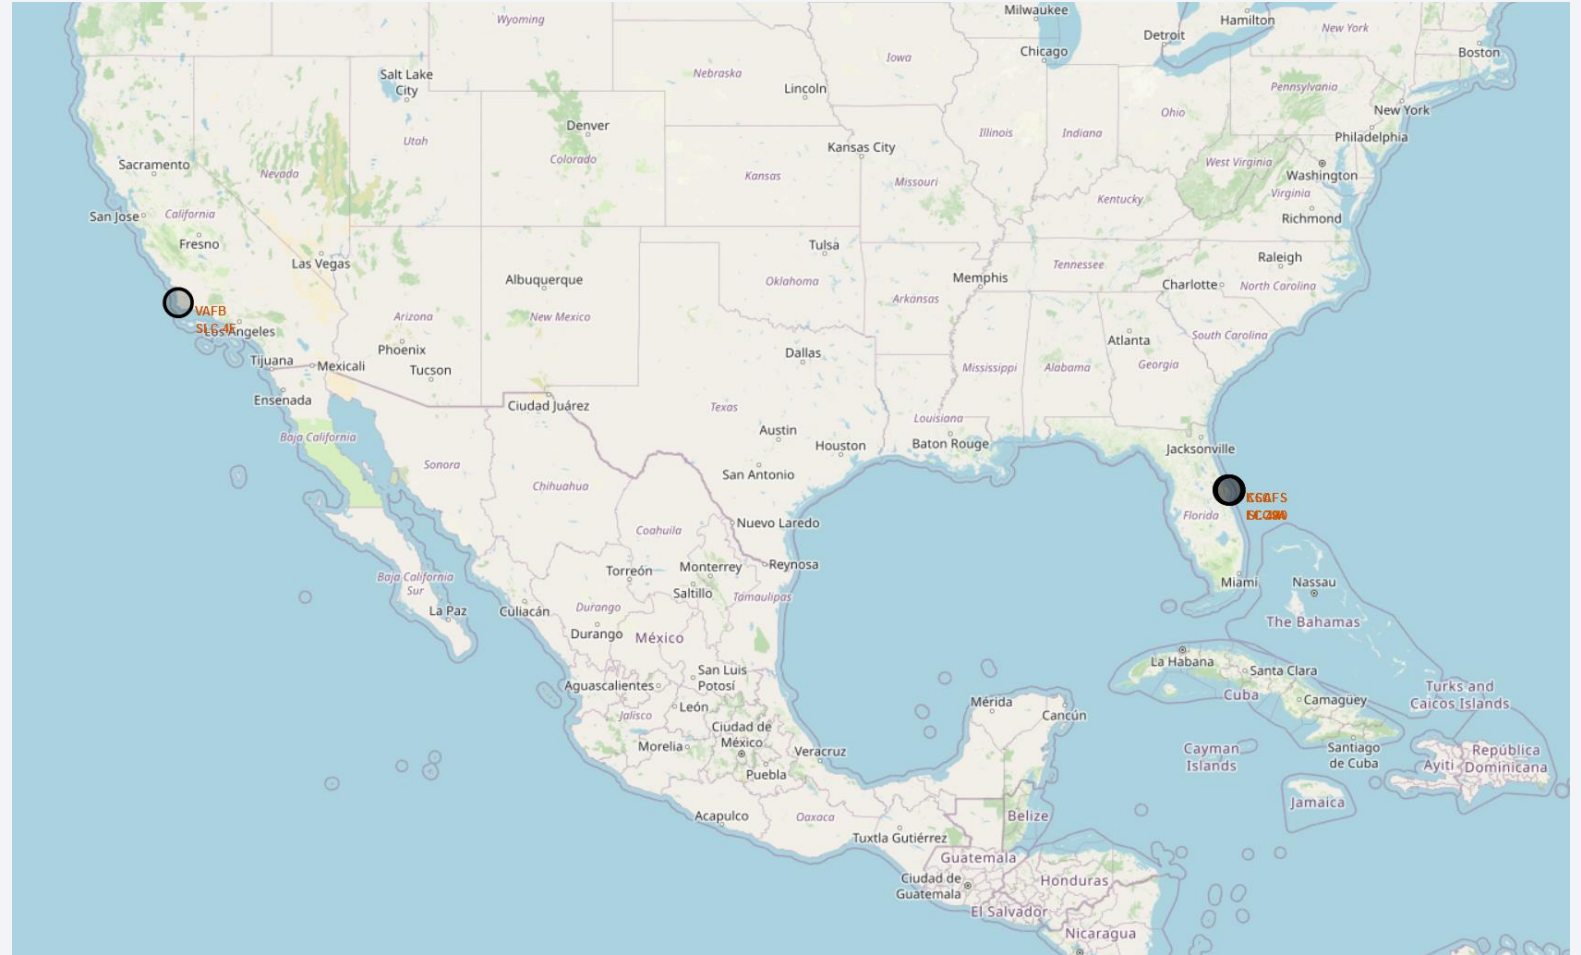 Milwaukee
Hamilton
Wyoming
New York
Detroit
Chicago
Boston
Iowa
Salt Lake
City
Nebraska
Lincoln
Pennsylvania
New York
Ohio
Denver
Illinois
Indiana
Philadelphia
Utah
Kansas City
Colorado
Sacramento
West Virginia
Nevada
Kansas
Missouri
Washington
Virginia
Kentucky
San Jose
California
Richmond
Fresno
Tulsa
Las Vegas
Raleigh
Tennessee
Albuquerque
Oklahoma
Memphis
Charlotte
North Carolina
Arkansas
VAFB
Arizona
New Mexico
SLC-4E
Los Angeles
South Carolina
Atlanta
Phoenix
Dallas
Tijuana
Mexicali
Tucson
Mississippi
Alabama
Georgia
Ensenada
Ciudad Juárez
Texas
Louisiana
Austin
Baja California
Houston
Baton Rouge
Jacksonville
Sonora
San Antonio
Chihuahua
Florida
Nuevo Laredo
Coahuila
Reynosa
Monterrey
Torreón
Baja California
Sur
Miami
Nassau
Saltillo
Tamaulipas
La Paz
Culiacán
Durango
The Bahamas
Durango
México
La Habana
San Luis
Potosí
Santa Clara
Aguascalientes
Turks and
Caicos Islands
Cuba
Camagüey
León
Mérida
Jalisco
Cancún
Ciudad de
México
Morelia
Veracruz
Cayman
Islands
Santiago
de Cuba
República
Dominicana
Ayiti
Puebla
Jamaica
Acapulco
Oaxaca
Belize
Tuxtla Gutiérrez
Guatemala
Ciudad de
Guatemala
Honduras
El Salvador
Nicaragua